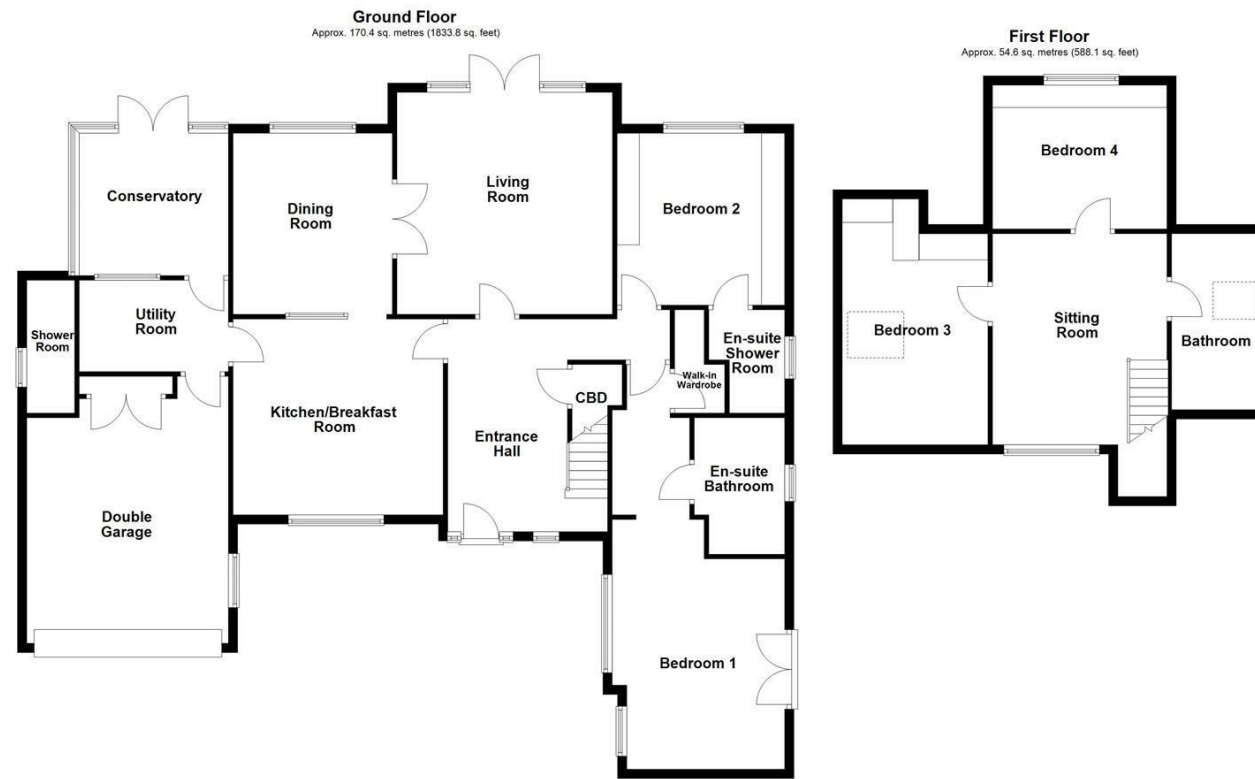 Ground Floor
Approx. 170.4 sq. metres (1833.8 sq. feet)
First Floor
Approx. 54.6 sq. metres (588.1 sq. feet)
Conservatory
Dining
Room
Living
Room
Bedroom 2
Shower
Room
Utility
Room
En-suite
Shower
Room
Walk-in
Wardrobe
CBD
Kitchen/Breakfast
Room
Entrance
Hall
En-suite
Bathroom
Double
Garage
Bedroom 1
Bedroom 4
Bedroom 3
Sitting
Room
Bathroom